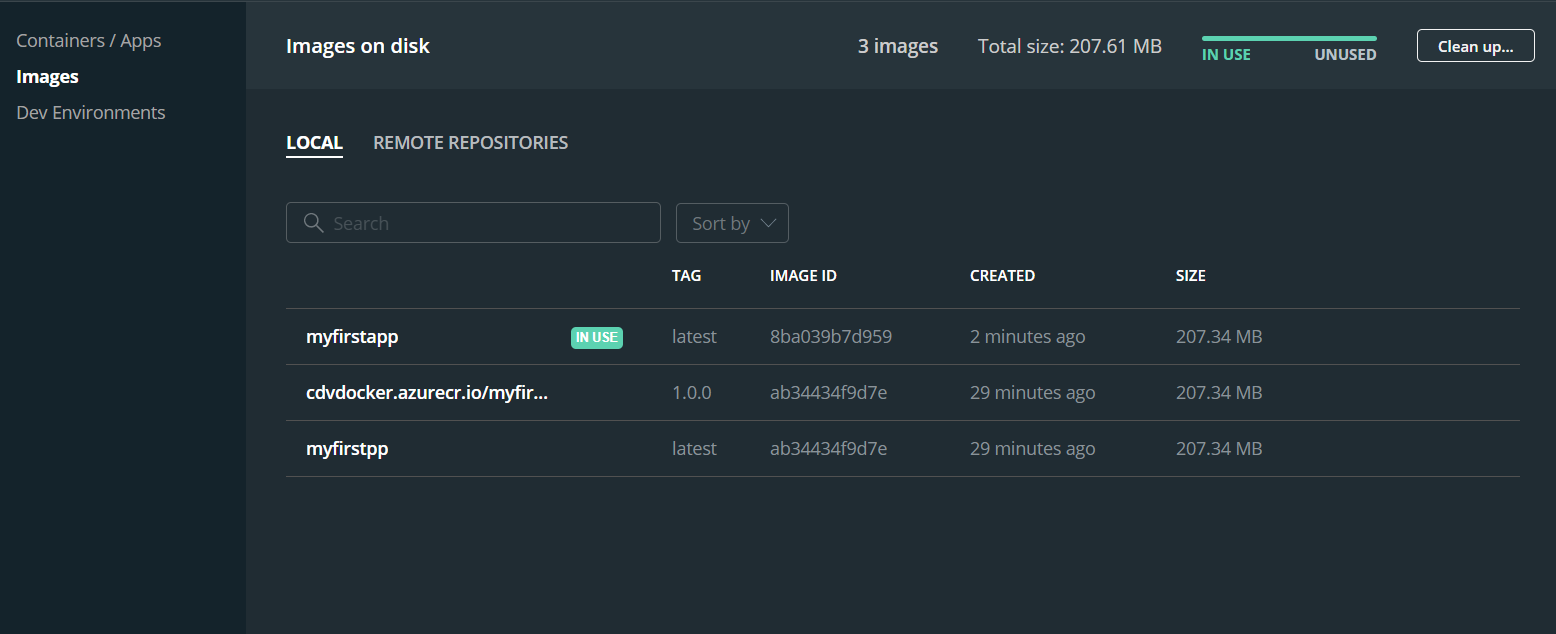 Containers / Apps
Images
Dev Environments
Images on disk 3 images Total size: 207.61 MB IN USE UNUSED Clean up...
LOCAL REMOTE REPOSITORIES
Search Sort by
TAG IMAGE ID CREATED SIZE
myfirstapp IN USE latest 8ba039b7d959 2 minutes ago 207.34 MB
cdvdocker.azurecr.io/myfir... 1.0.0 ab34434f9d7e 29 minutes ago 207.34 MB
myfirstpp latest ab34434f9d7e 29 minutes ago 207.34 MB